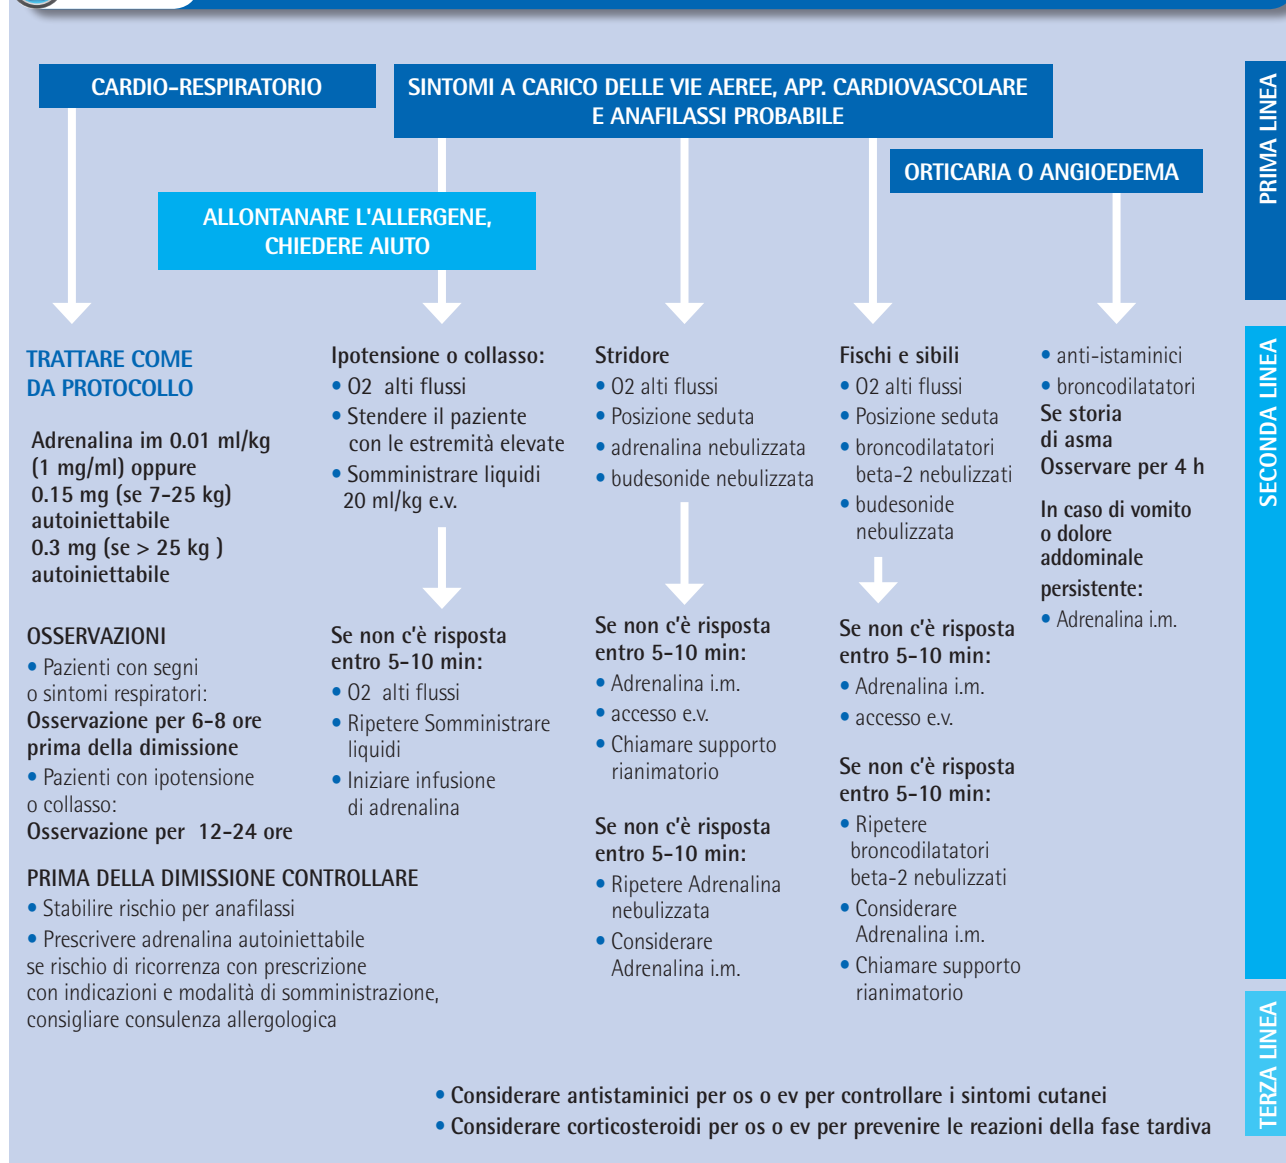 CARDIO-RESPIRATORIO
SINTOMI A CARICO DELLE VIE AEREE, APP. CARDIOVASCOLARE
E ANAFILASSI PROBABILE
ORTICARIA O ANGIOEDEMA
ALLONTANARE L'ALLERGENE,
CHIEDERE AIUTO
PRIMA LINEA
TRATTARE COME
DA PROTOCOLLO
Adrenalina im 0.01 ml/kg
(1 mg/ml) oppure
0.15 mg (se 7-25 kg)
autoiniettabile
0.3 mg (se > 25 kg )
autoiniettabile
OSSERVAZIONI
• Pazienti con segni
o sintomi respiratori:
Osservazione per 6-8 ore
prima della dimissione
• Pazienti con ipotensione
o collasso:
Osservazione per 12-24 ore
PRIMA DELLA DIMISSIONE CONTROLLARE
• Stabilire rischio per anafilassi
• Prescrivere adrenalina autoiniettabile
se rischio di ricorrenza con prescrizione
con indicazioni e modalità di somministrazione,
consigliare consulenza allergologica
Ipotensione o collasso:
• O2 alti flussi
• Stendere il paziente
con le estremità elevate
• Somministrare liquidi
20 ml/kg e.v.
Se non c'è risposta
entro 5-10 min:
• O2 alti flussi
• Ripetere Somministrare
liquidi
• Iniziare infusione
di adrenalina
Stridore
• O2 alti flussi
• Posizione seduta
• adrenalina nebulizzata
• budesonide nebulizzata
Se non c'è risposta
entro 5-10 min:
• Adrenalina i.m.
• accesso e.v.
• Chiamare supporto
rianimatorio
Se non c'è risposta
entro 5-10 min:
• Ripetere Adrenalina
nebulizzata
• Considerare
Adrenalina i.m.
Fischi e sibili
• O2 alti flussi
• Posizione seduta
• broncodilatatori
beta-2 nebulizzati
• budesonide
nebulizzata
Se non c'è risposta
entro 5-10 min:
• Adrenalina i.m.
• accesso e.v.
Se non c'è risposta
entro 5-10 min:
• Ripetere
broncodilatatori
beta-2 nebulizzati
• Considerare
Adrenalina i.m.
• Chiamare supporto
rianimatorio
• anti-istaminici
• broncodilatatori
Se storia
di asma
Osservare per 4 h
In caso di vomito
o dolore
addominale
persistente:
• Adrenalina i.m.
SECONDA LINEA
• Considerare antistaminici per os o ev per controllare i sintomi cutanei
• Considerare corticosteroidi per os o ev per prevenire le reazioni della fase tardiva
TERZA LINEA